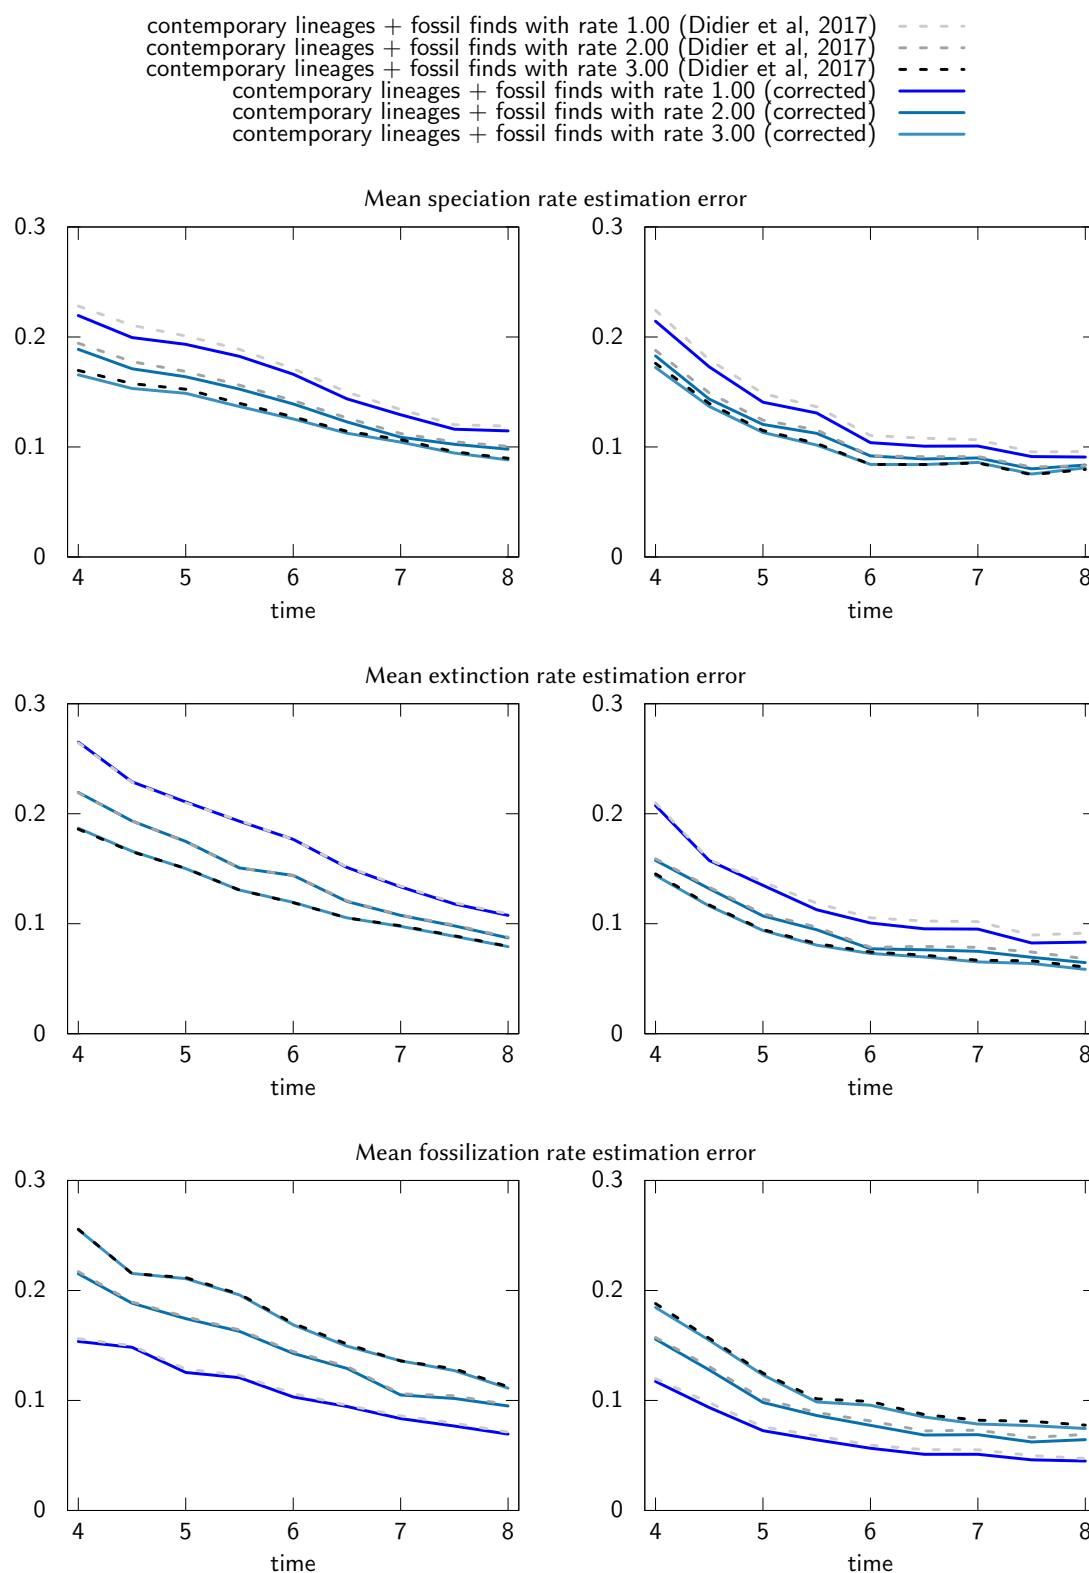 contemporary lineages + fossil finds with rate 1.00 (Didier et al, 2017)
contemporary lineages + fossil finds with rate 2.00 (Didier et al, 2017)
contemporary lineages + fossil finds with rate 3.00 (Didier et al, 2017)
contemporary lineages + fossil finds with rate 1.00 (corrected)
contemporary lineages + fossil finds with rate 2.00 (corrected)
contemporary lineages + fossil finds with rate 3.00 (corrected)
Mean speciation rate estimation error
0.3 0.3
0.2 0.2
0.1 0.1
0 0
4 5 6 7 8 4 5 6 7 8
time time
Mean extinction rate estimation error
0.3 0.3
0.2 0.2
0.1 0.1
0 0
4 5 6 7 8 4 5 6 7 8
time time
Mean fossilization rate estimation error
0.3 0.3
0.2 0.2
0.1 0.1
0 0
4 5 6 7 8 4 5 6 7 8
time time